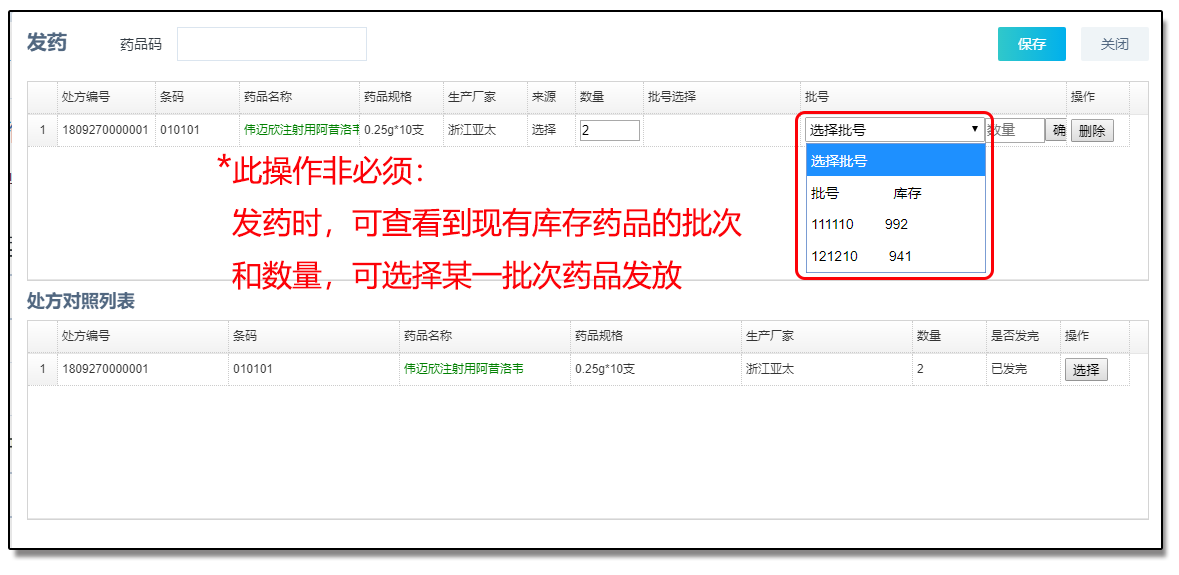 发药 药品码 保存 关闭
处方编号 条码 药品名称 药品规格 生产厂家 来源 数量 批号选择 批号 操作
1 1809270000001 010101 伟迈欣注射用阿昔洛韦 0.25g*10支 浙江亚太 选择 2 选择批号 数量 确 删除
选择批号
批号 库存
111110 992
121210 941
*此操作非必须：
发药时，可查看到现有库存药品的批次
和数量，可选择某一批次药品发放
处方对照列表
处方编号 条码 药品名称 药品规格 生产厂家 数量 是否发完 操作
1 1809270000001 010101 伟迈欣注射用阿昔洛韦 0.25g*10支 浙江亚太 2 已发完 选择